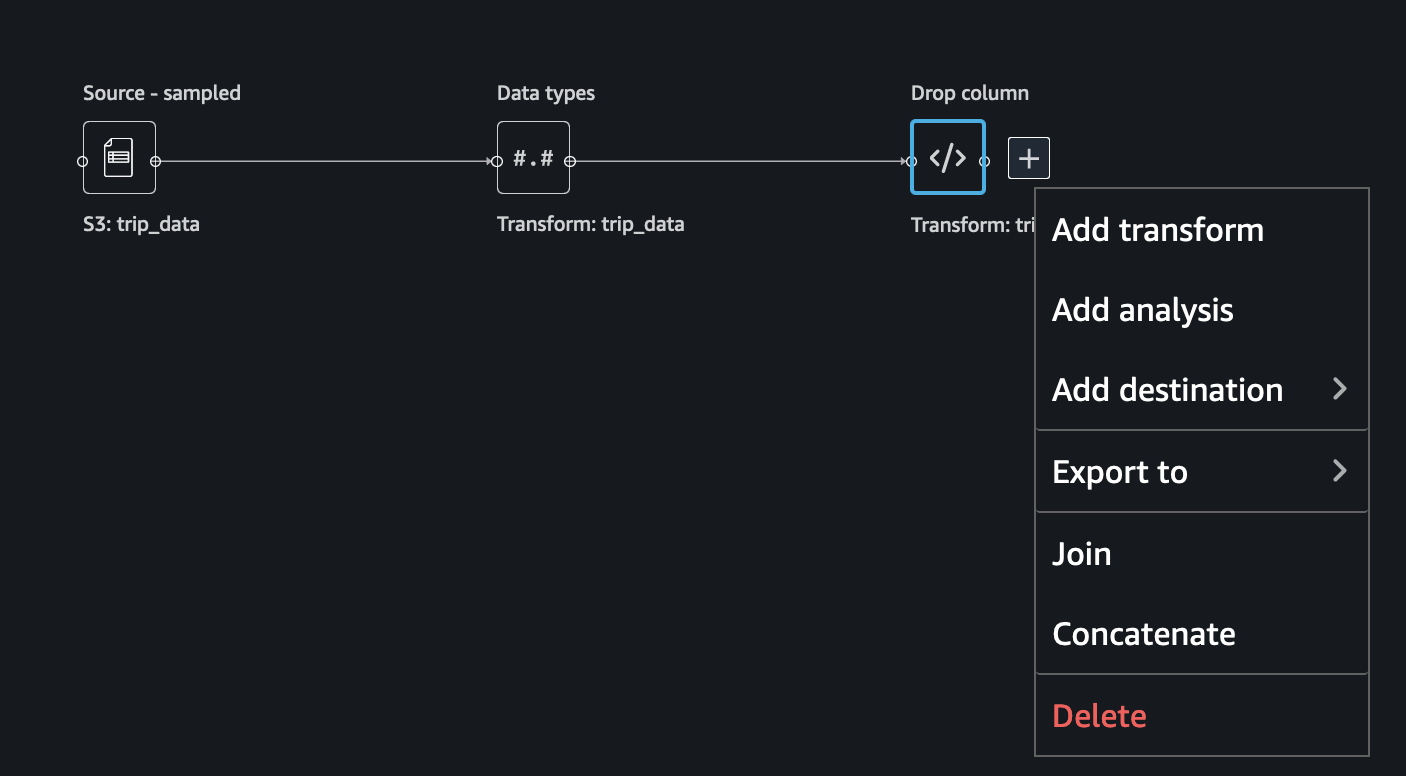 Source - sampled
Data types
Drop column
#.#
</>
S3: trip_data
Transform: trip_data
Transform: tri
Add transform
Add analysis
Add destination
Export to
Join
Concatenate
Delete